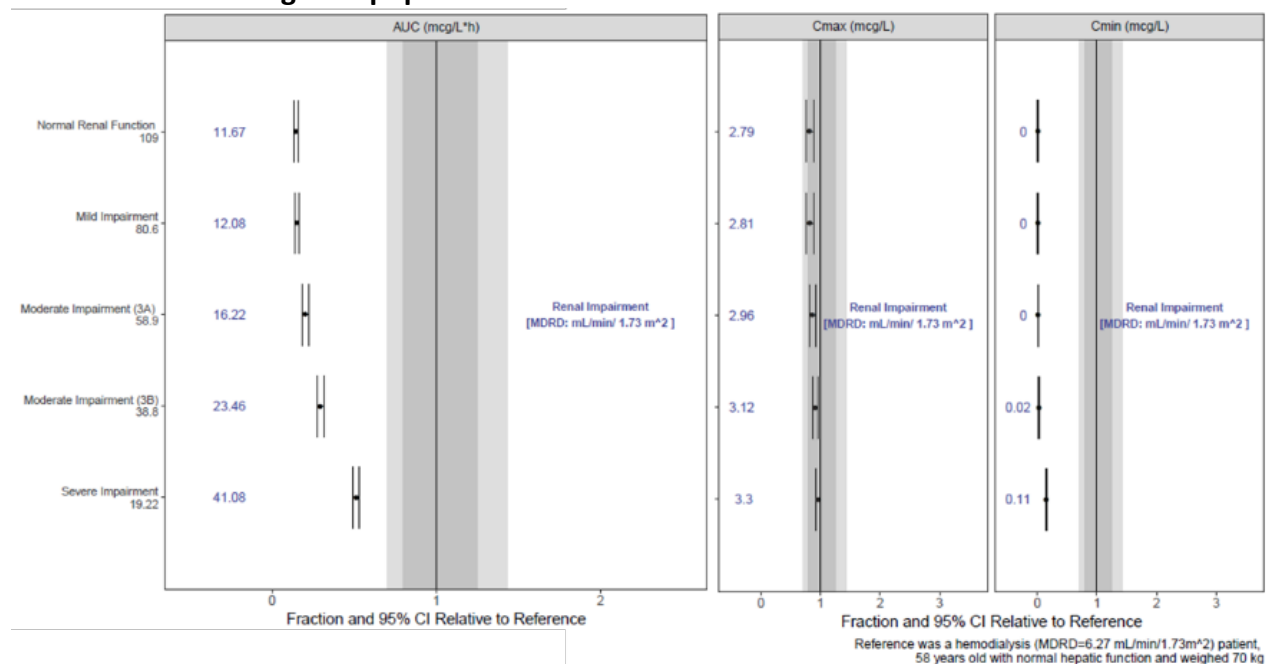 AUC (mcg/L*h)
Cmax (mcg/L)
Cmin (mcg/L)
Normal Renal Function
109
11.67
2.79
0
Mild Impairment
80.6
12.08
2.81
0
Moderate Impairment (3A)
58.9
16.22
2.96
0
Renal Impairment
[MDRD: mL/min/ 1.73 m^2 ]
Renal Impairment
[MDRD: mL/min/ 1.73 m^2 ]
Renal Impairment
[MDRD: mL/min/ 1.73 m^2 ]
Moderate Impairment (3B)
38.8
23.46
3.12
0.02
Severe Impairment
19.22
41.08
3.3
0.11
0 1 2
0 1 2 3
0 1 2 3
Fraction and 95% CI Relative to Reference
Fraction and 95% CI Relative to Reference
Reference was a hemodialysis (MDRD=6.27 mL/min/1.73m^2) patient,
58 years old with normal hepatic function and weighed 70 kg